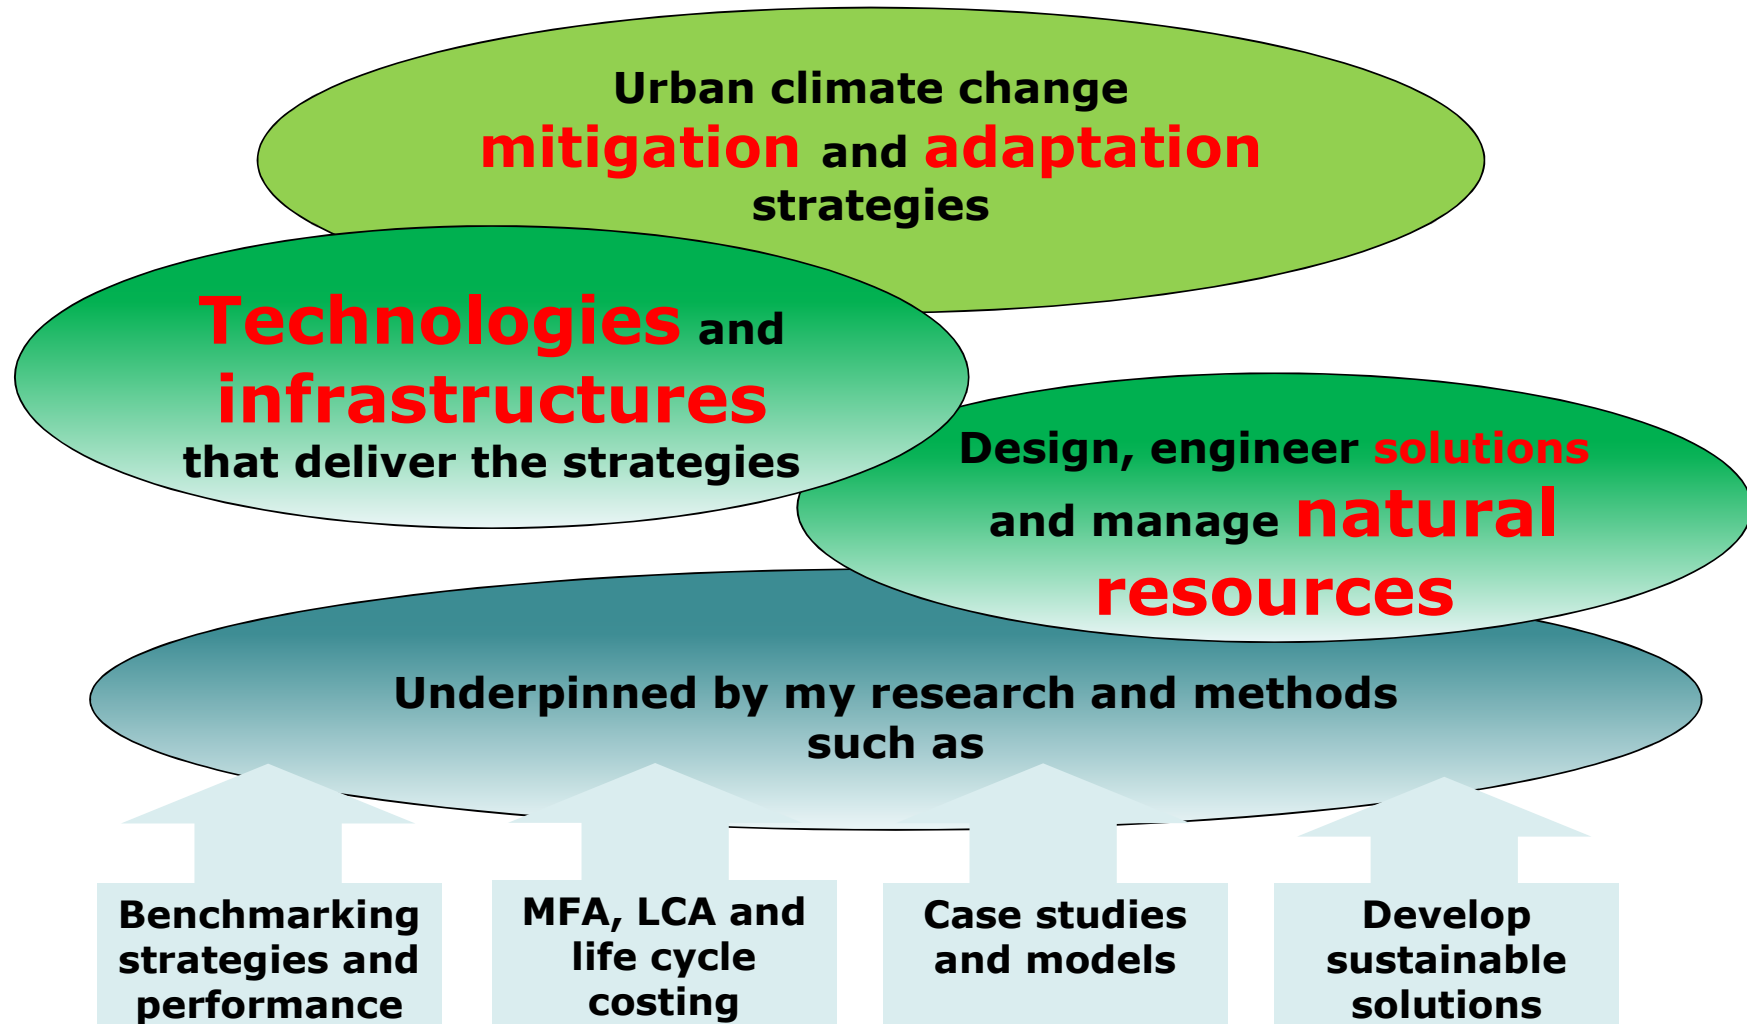 Urban climate change
mitigation and adaptation
strategies
Technologies and
infrastructures
that deliver the strategies
Design, engineer solutions
and manage natural
resources
Underpinned by my research and methods
such as
Benchmarking
strategies and
performance
MFA, LCA and
life cycle
costing
Case studies
and models
Develop
sustainable
solutions